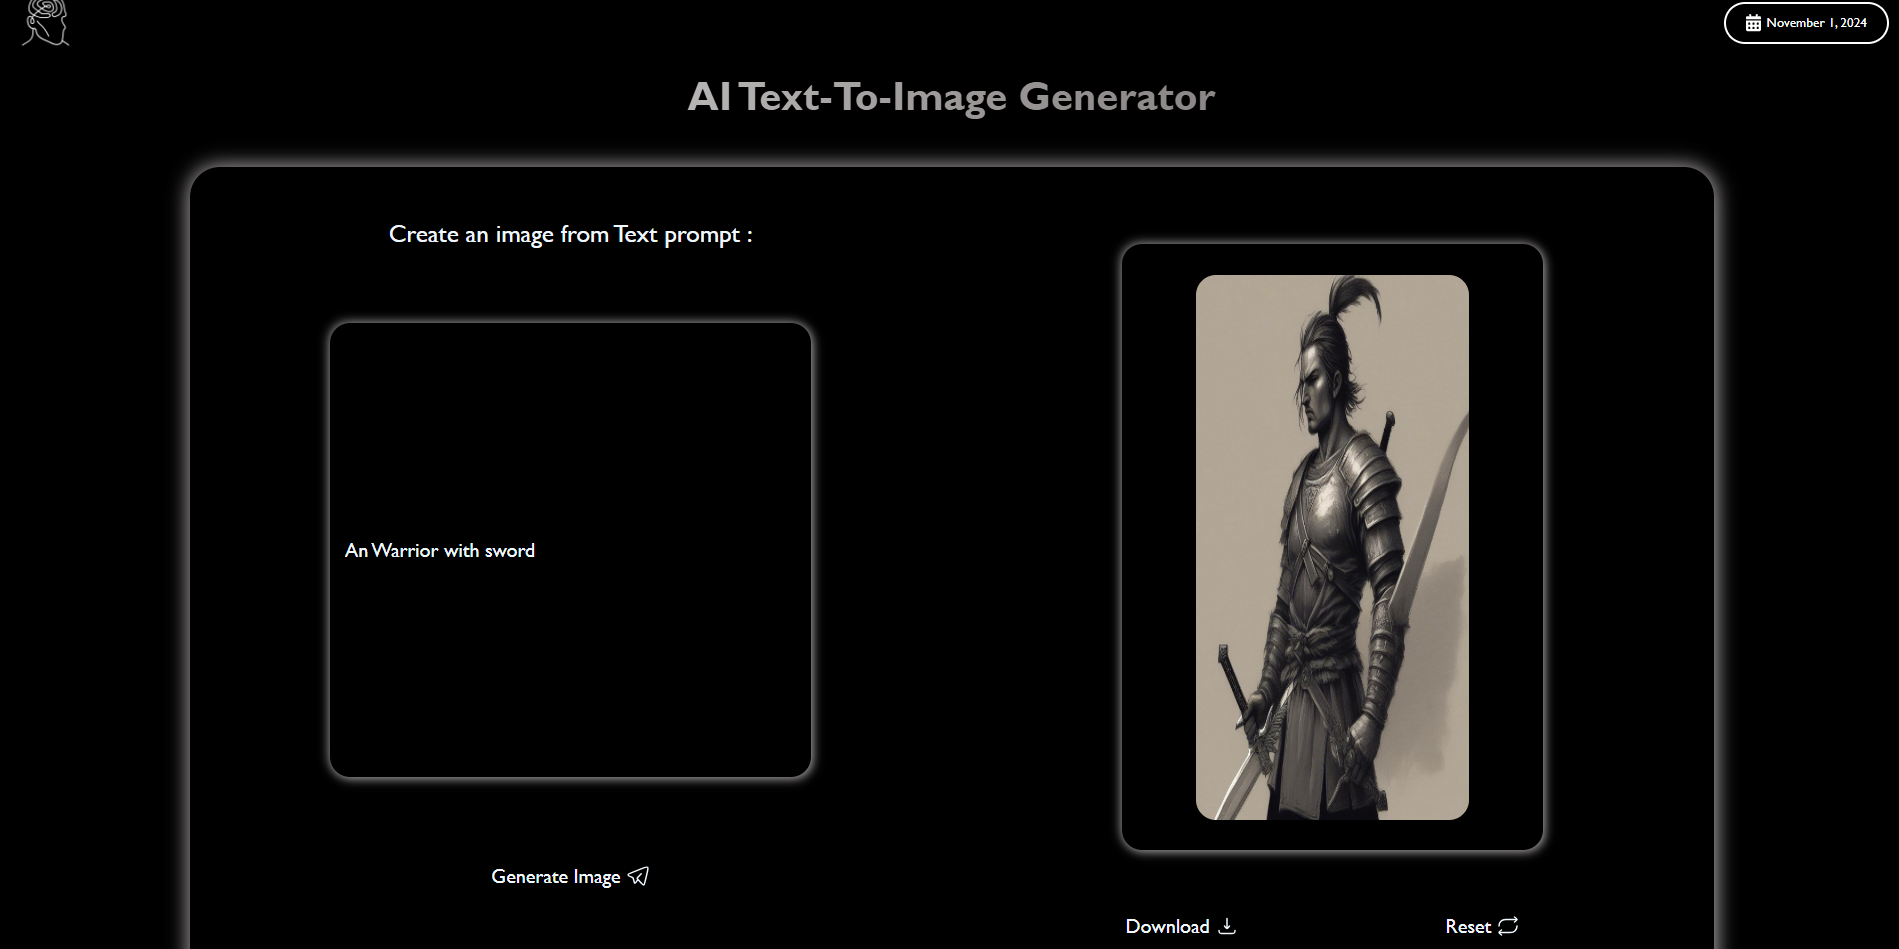 November 1, 2024
AI Text-To-Image Generator
Create an image from Text prompt :
An Warrior with sword
Generate Image
Download
Reset